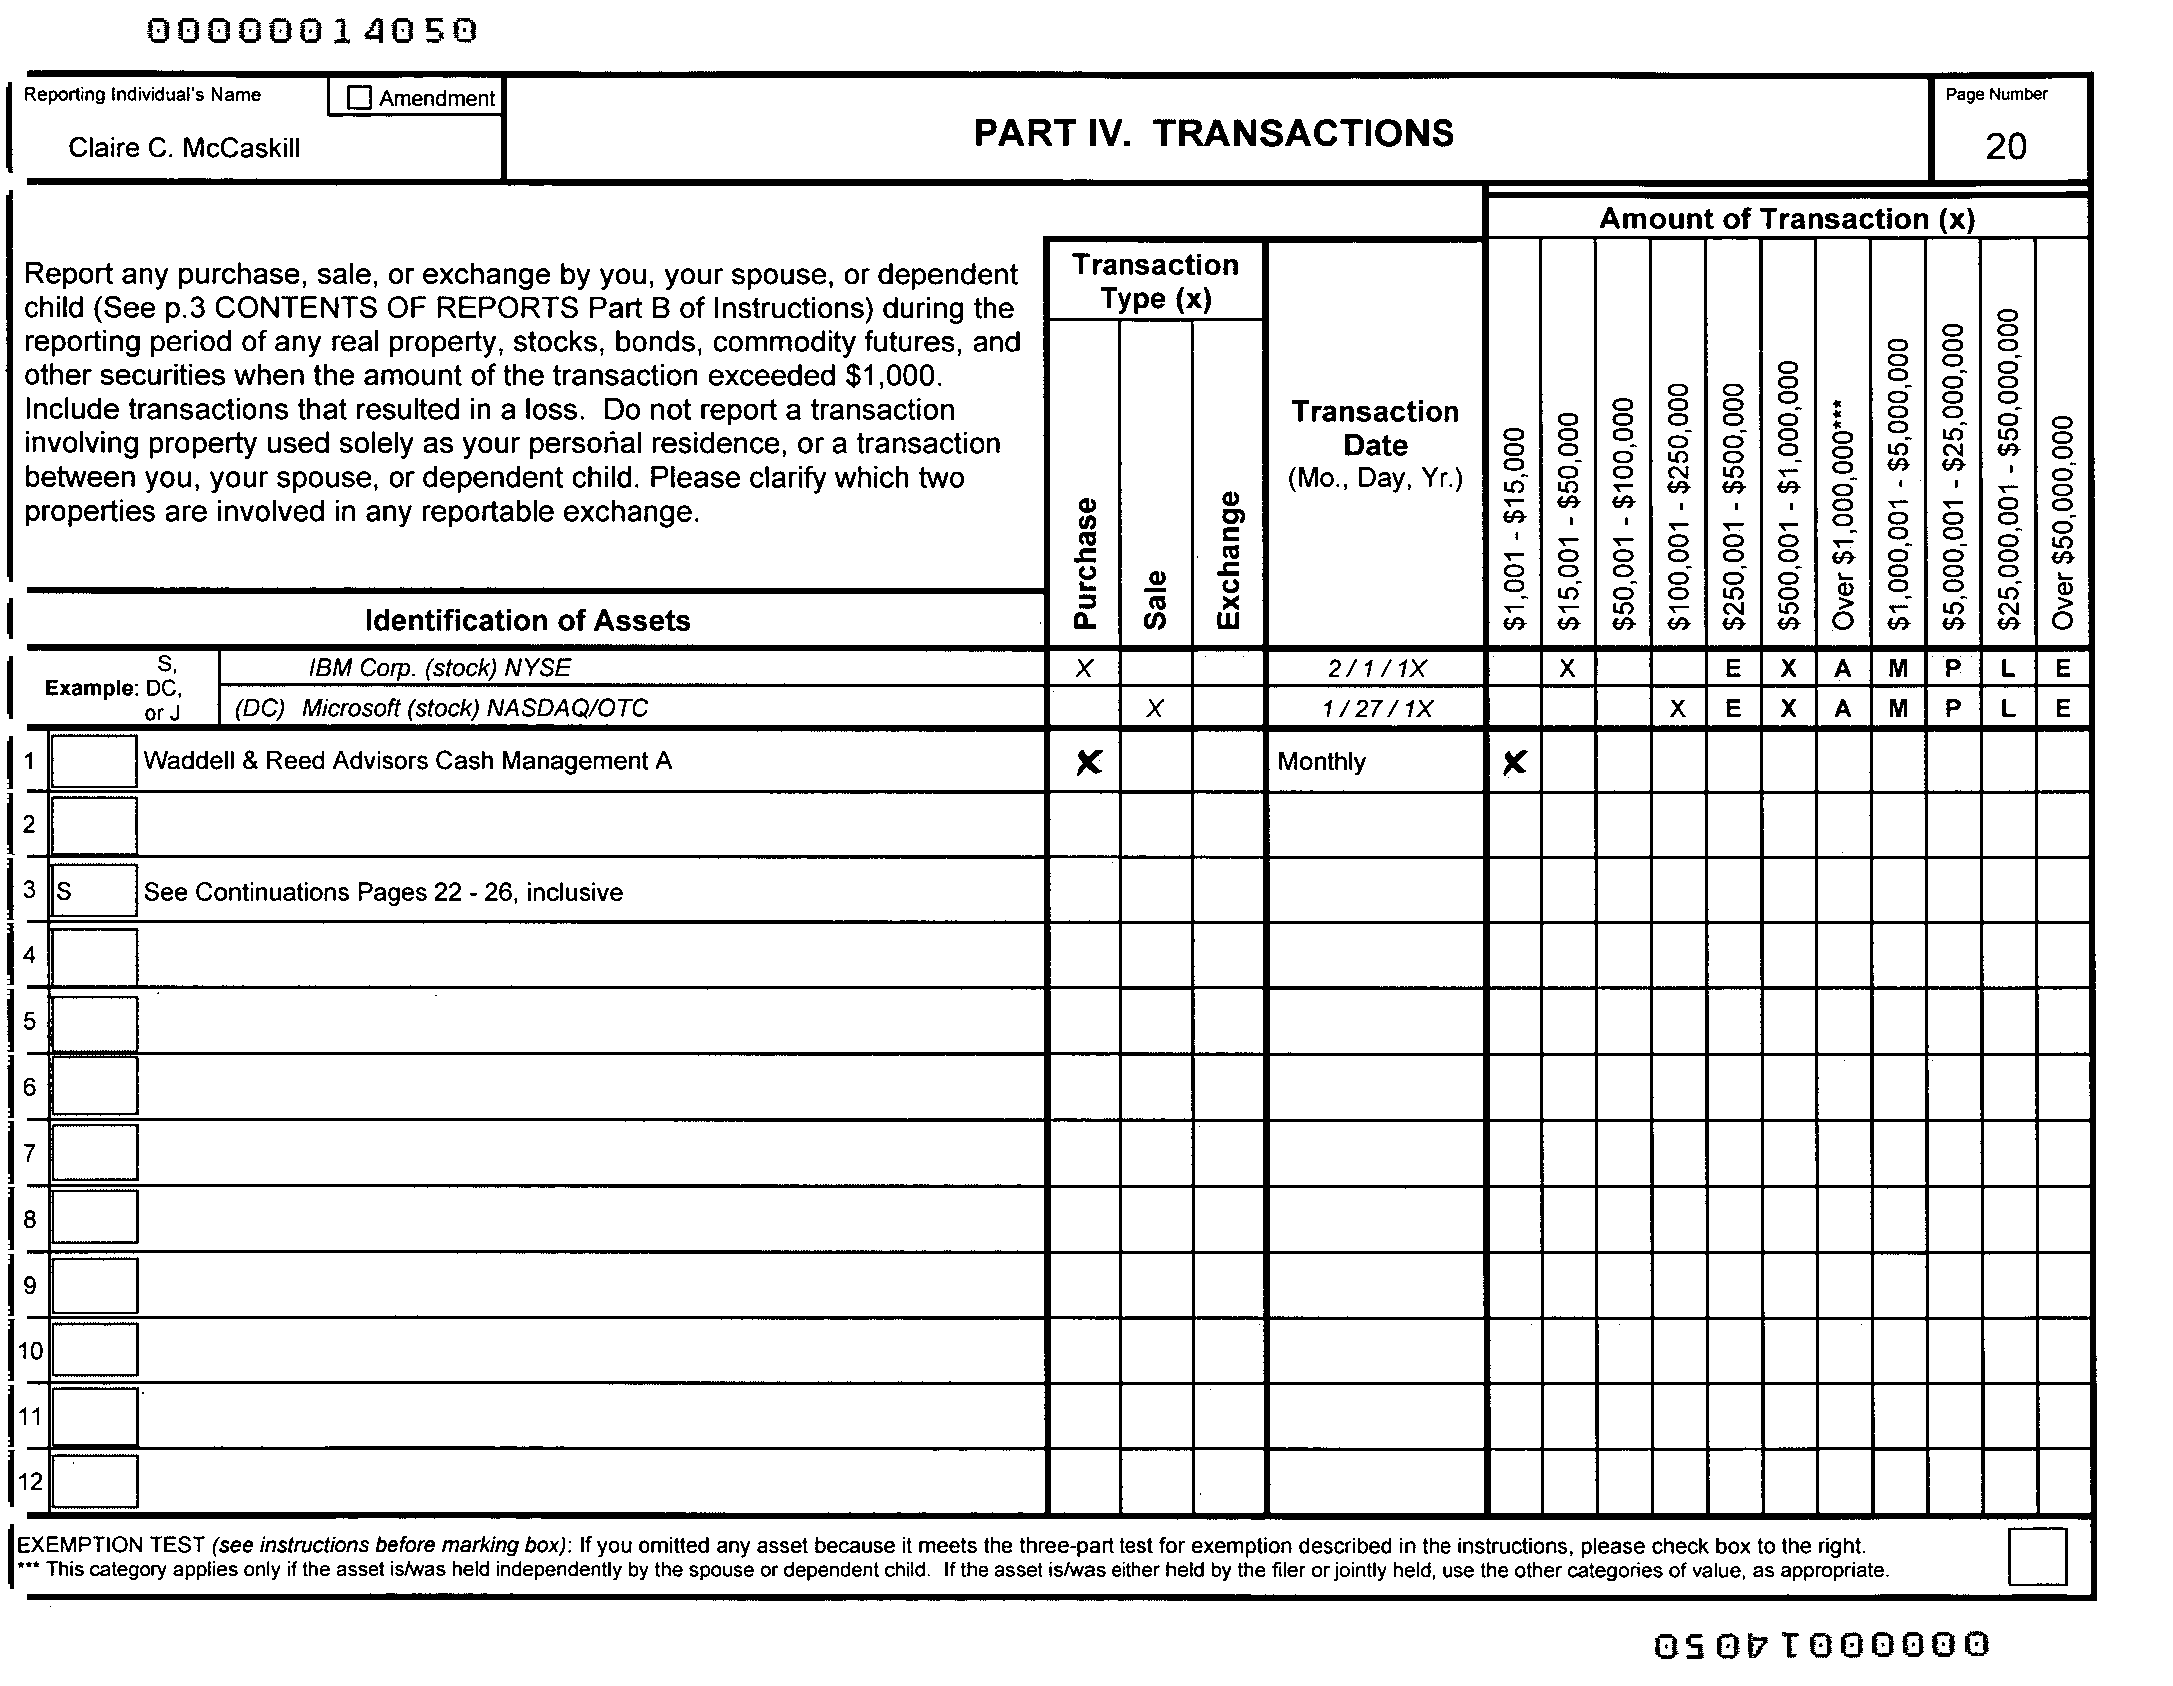 00000014050
Reporting Individual's Name
☐ Amendment
Claire C. McCaskill
PART IV. TRANSACTIONS
Page Number
20
Amount of Transaction (x)
Report any purchase, sale, or exchange by you, your spouse, or dependent
child (See p.3 CONTENTS OF REPORTS Part B of Instructions) during the
reporting period of any real property, stocks, bonds, commodity futures, and
other securities when the amount of the transaction exceeded $1,000.
Include transactions that resulted in a loss. Do not report a transaction
involving property used solely as your personal residence, or a transaction
between you, your spouse, or dependent child. Please clarify which two
properties are involved in any reportable exchange.
Transaction
Type (x)
Purchase
Sale
Exchange
Transaction
Date
(Mo., Day, Yr.)
$1,001 - $15,000
$15,001 - $50,000
$50,001 - $100,000
$100,001 - $250,000
$250,001 - $500,000
$500,001 - $1,000,000
Over $1,000,000***
$1,000,001 - $5,000,000
$5,000,001 - $25,000,000
$25,000,001 - $50,000,000
Over $50,000,000
Identification of Assets
Example:
S,
DC,
or J
IBM Corp. (stock) NYSE X 2 / 1 / 1X X E X A M P L E
(DC) Microsoft (stock) NASDAQ/OTC X 1 / 27 / 1X X E X A M P L E
1 Waddell & Reed Advisors Cash Management A X Monthly X
2
3 S See Continuations Pages 22 - 26, inclusive
4
5
6
7
8
9
10
11
12
EXEMPTION TEST (see instructions before marking box): If you omitted any asset because it meets the three-part test for exemption described in the instructions, please check box to the right.
*** This category applies only if the asset is/was held independently by the spouse or dependent child. If the asset is/was either held by the filer or jointly held, use the other categories of value, as appropriate.
00000014050